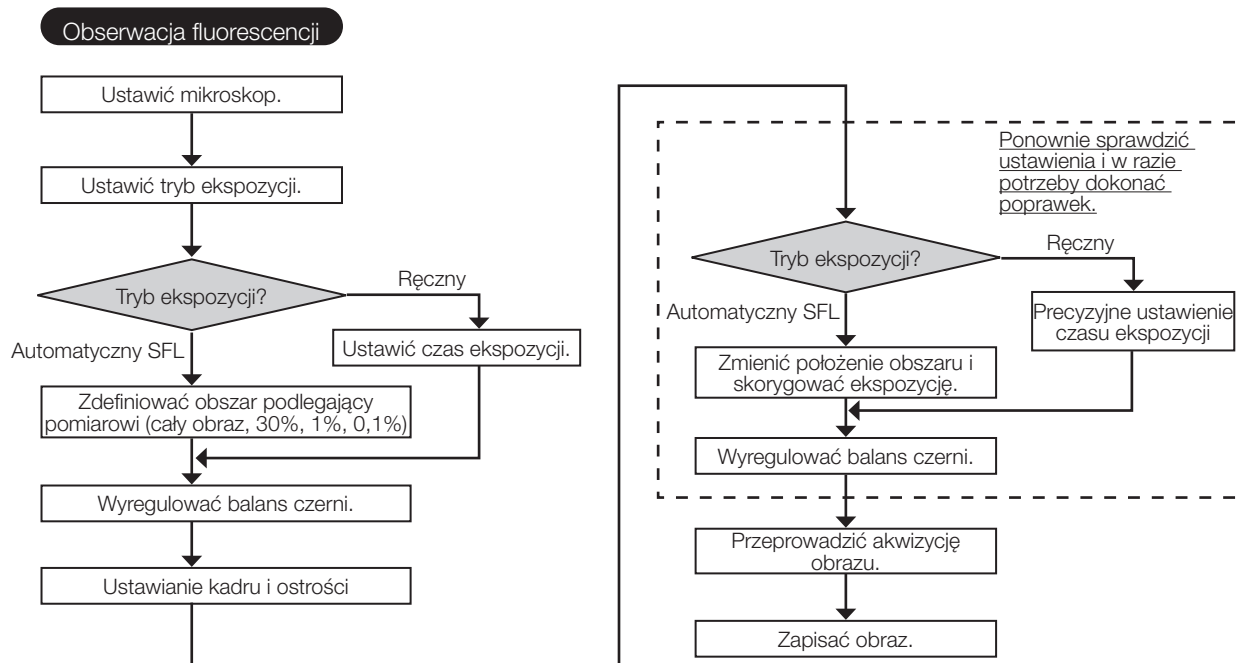 Obserwacja fluorescencji
Ustawić mikroskop.
Ustawić tryb ekspozycji.
Tryb ekspozycji?
Ręczny
Automatyczny SFL
Ustawić czas ekspozycji.
Zdefiniować obszar podlegający
pomiarowi (cały obraz, 30%, 1%, 0,1%)
Wyregulować balans czerni.
Ustawianie kadru i ostrości
Ponownie sprawdzić
ustawienia i w razie
potrzeby dokonać
poprawek.
Tryb ekspozycji?
Ręczny
Automatyczny SFL
Precyzyjne ustawienie
czasu ekspozycji
Zmienić położenie obszaru i
skorygować ekspozycję.
Wyregulować balans czerni.
Przeprowadzić akwizycję
obrazu.
Zapisać obraz.